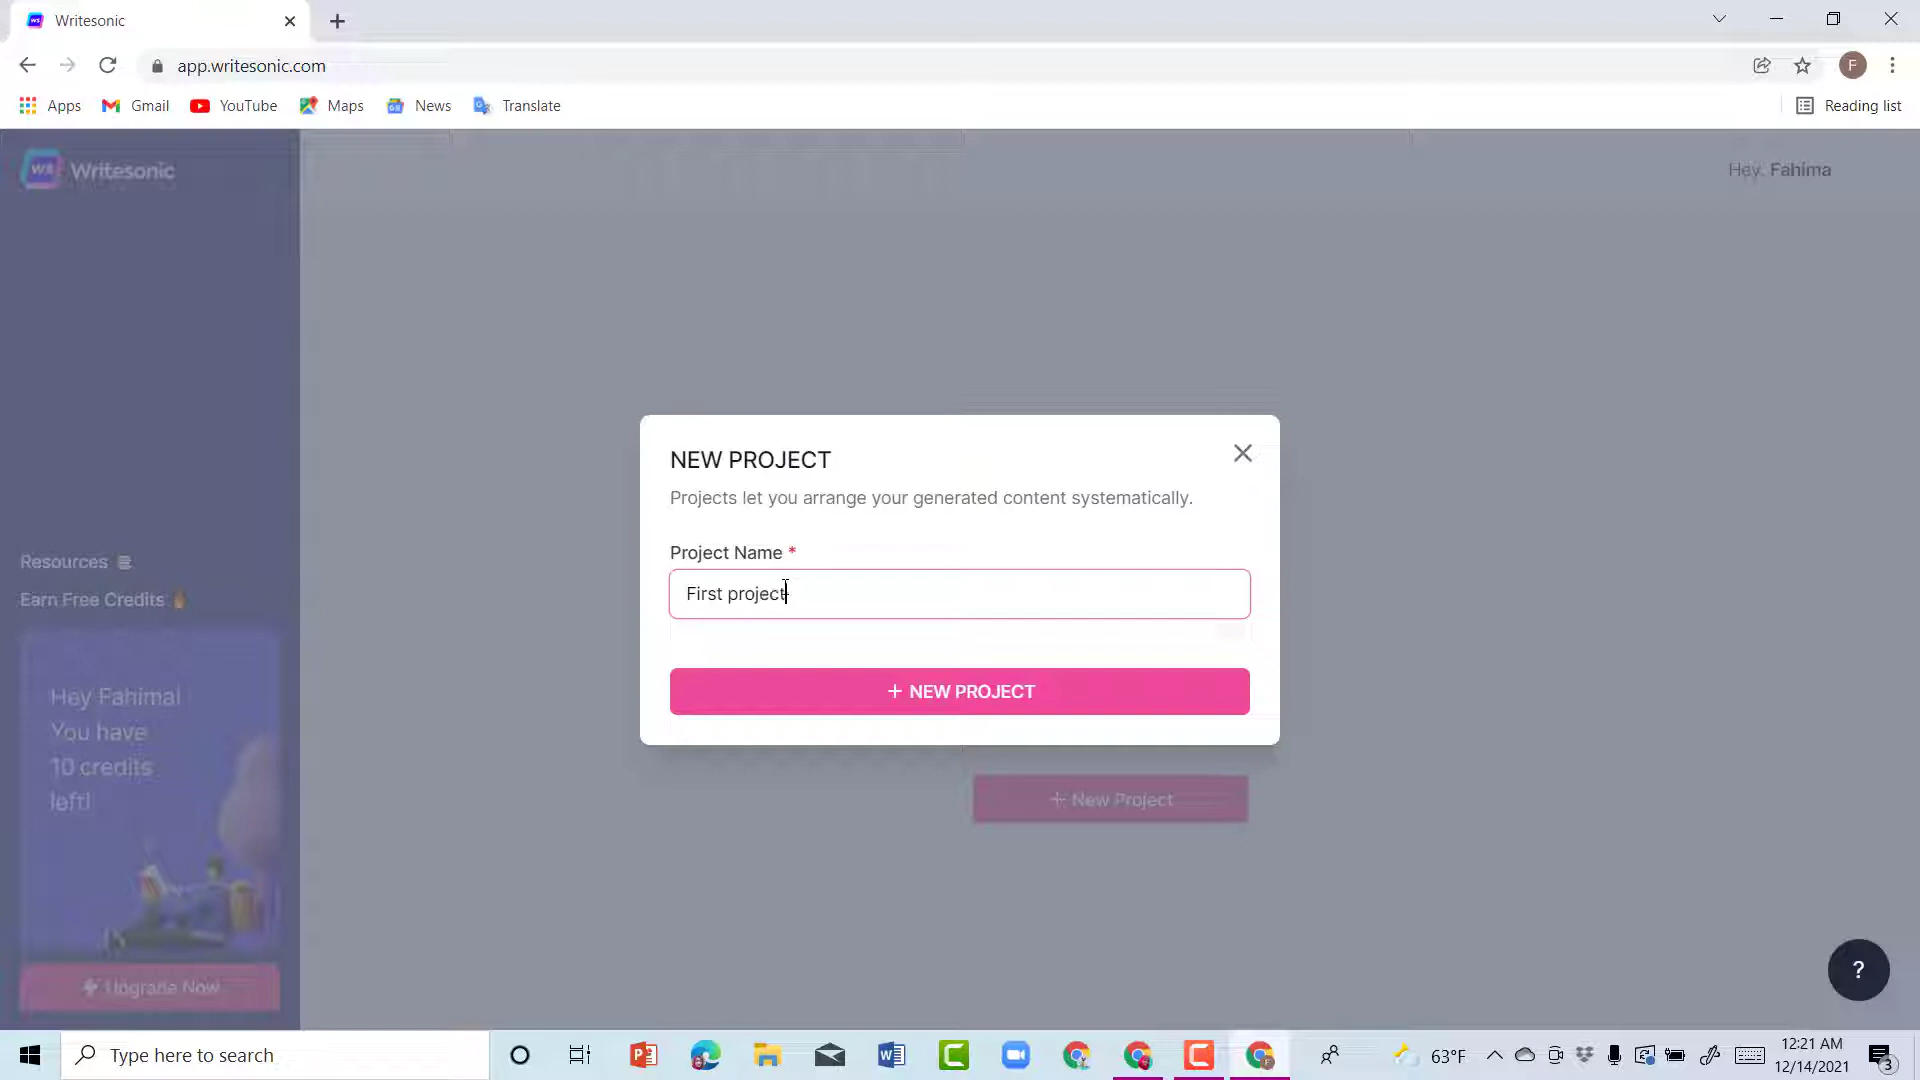 Writesonic
app.writesonic.com
F
Apps
Gmail
YouTube
Maps
News
Translate
Reading list
WS Writesonic
Hey, Fahima
NEW PROJECT
Projects let you arrange your generated content systematically.
Project Name *
First project
+ NEW PROJECT
+ New Project
Resources
Earn Free Credits
Hey Fahima!
You have
10 credits
left!
Upgrade Now
?
Type here to search
63°F
12:21 AM
12/14/2021
3